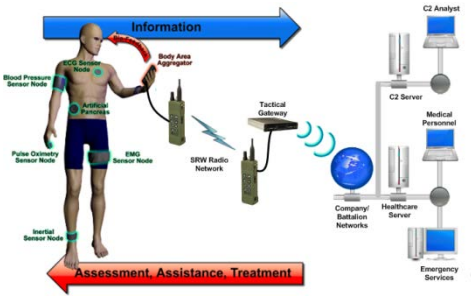 Information
C2 Analyst
ECG Sensor
Node
Body Area
Aggregator
Blood Pressure
Sensor Node
C2 Server
Artificial
Pancreas
Tactical
Gateway
Medical
Personnel
Pulse Oximetry
Sensor Node
EMG
Sensor Node
SRW Radio
Network
Company/
Battalion
Networks
Healthcare
Server
Inertial
Sensor Node
Emergency
Services
Assessment, Assistance, Treatment